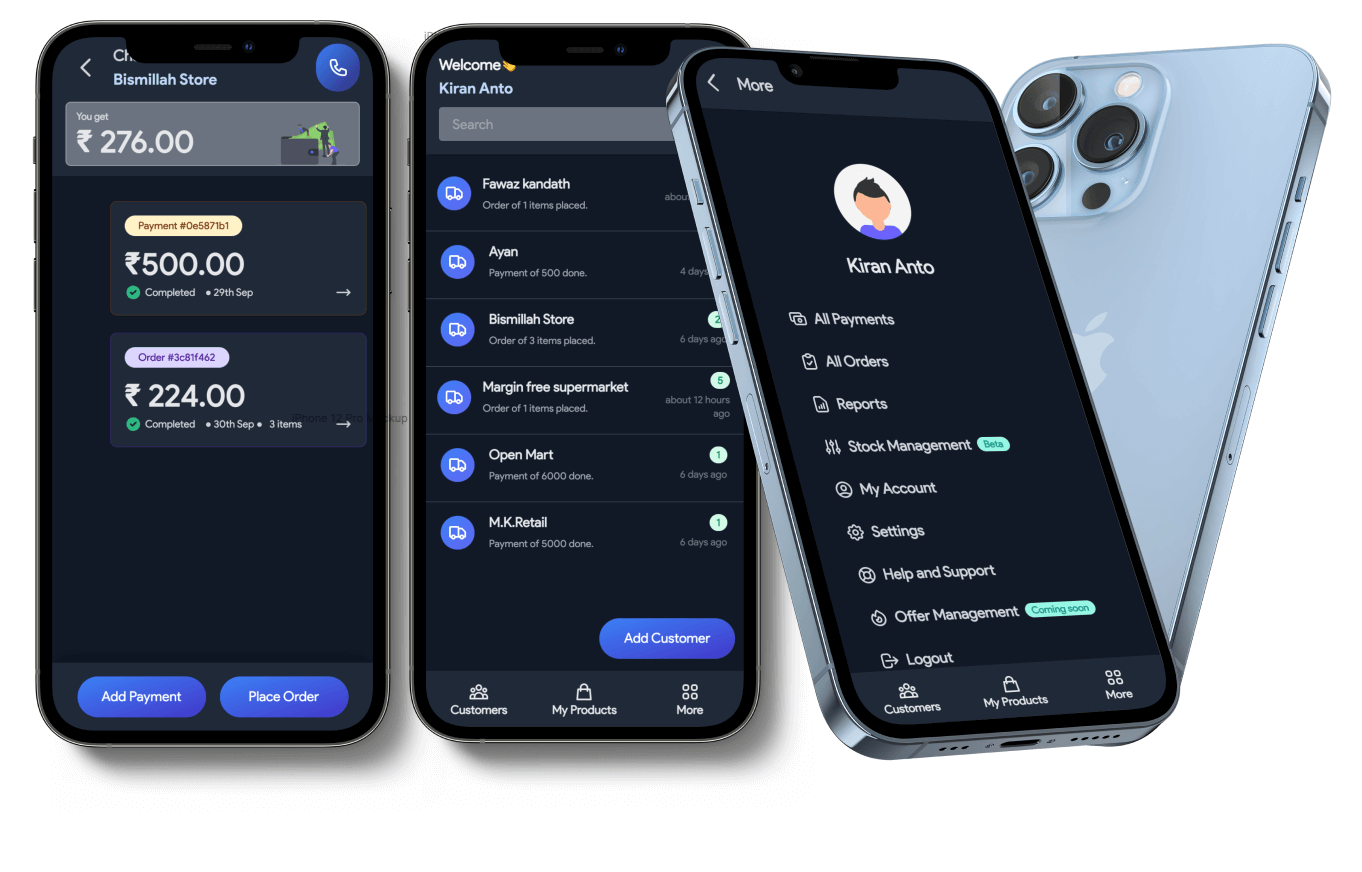 Bismillah Store
You get
₹ 276.00
Payment #0e5871b1
₹500.00
Completed • 29th Sep
Order #3c81f462
₹ 224.00
Completed • 30th Sep • 3 items
iPhone 12 Pro Mockup
Add Payment
Place Order
Welcome👋
Kiran Anto
Search
Fawaz kandath
Order of 1 items placed.
Ayan
Payment of 500 done.
4 days
Bismillah Store
2
Order of 3 items placed.
6 days ago
Margin free supermarket
5
Order of 1 items placed.
about 12 hours
ago
Open Mart
1
Payment of 6000 done.
6 days ago
M.K.Retail
1
Payment of 5000 done.
6 days ago
Add Customer
Customers
My Products
More
More
Kiran Anto
All Payments
All Orders
Reports
Stock Management
Beta
My Account
Settings
Help and Support
Offer Management
Coming soon
Logout
Customers
My Products
More